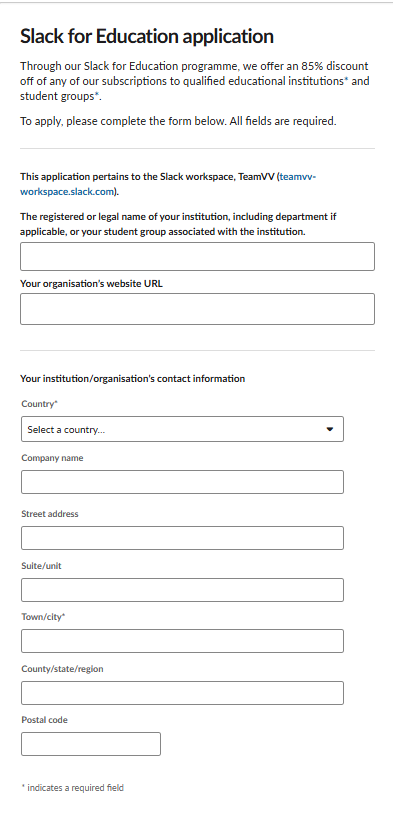 Slack for Education application
Through our Slack for Education programme, we offer an 85% discount
off of any of our subscriptions to qualified educational institutions* and
student groups*.
To apply, please complete the form below. All fields are required.
This application pertains to the Slack workspace, TeamVV (teamvv-
workspace.slack.com).
The registered or legal name of your institution, including department if
applicable, or your student group associated with the institution.
Your organisation's website URL
Your institution/organisation's contact information
Country*
Select a country...
Company name
Street address
Suite/unit
Town/city*
County/state/region
Postal code
* indicates a required field